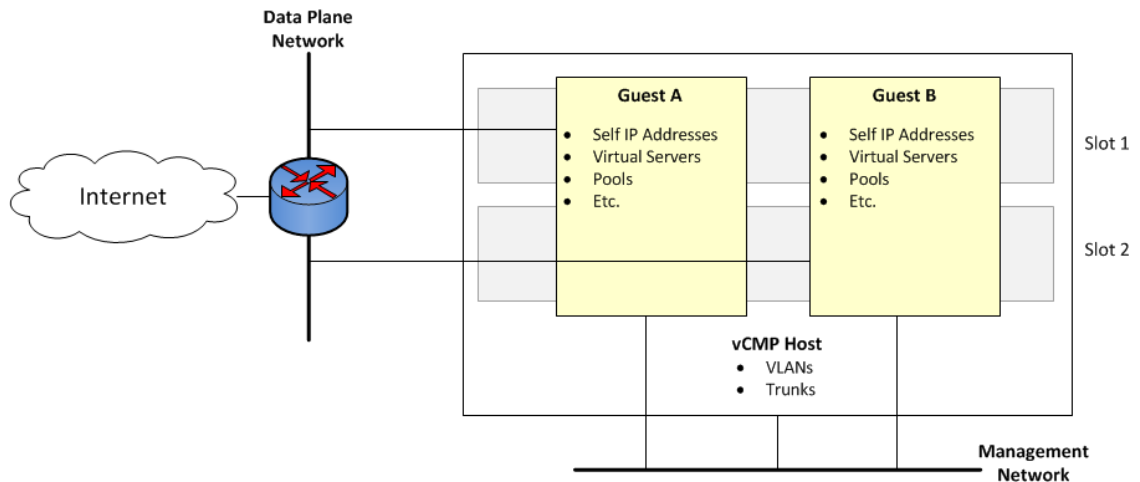 Data Plane
Network
Internet
Guest A
• Self IP Addresses
• Virtual Servers
• Pools
• Etc.
Guest B
• Self IP Addresses
• Virtual Servers
• Pools
• Etc.
Slot 1
Slot 2
vCMP Host
• VLANs
• Trunks
Management
Network